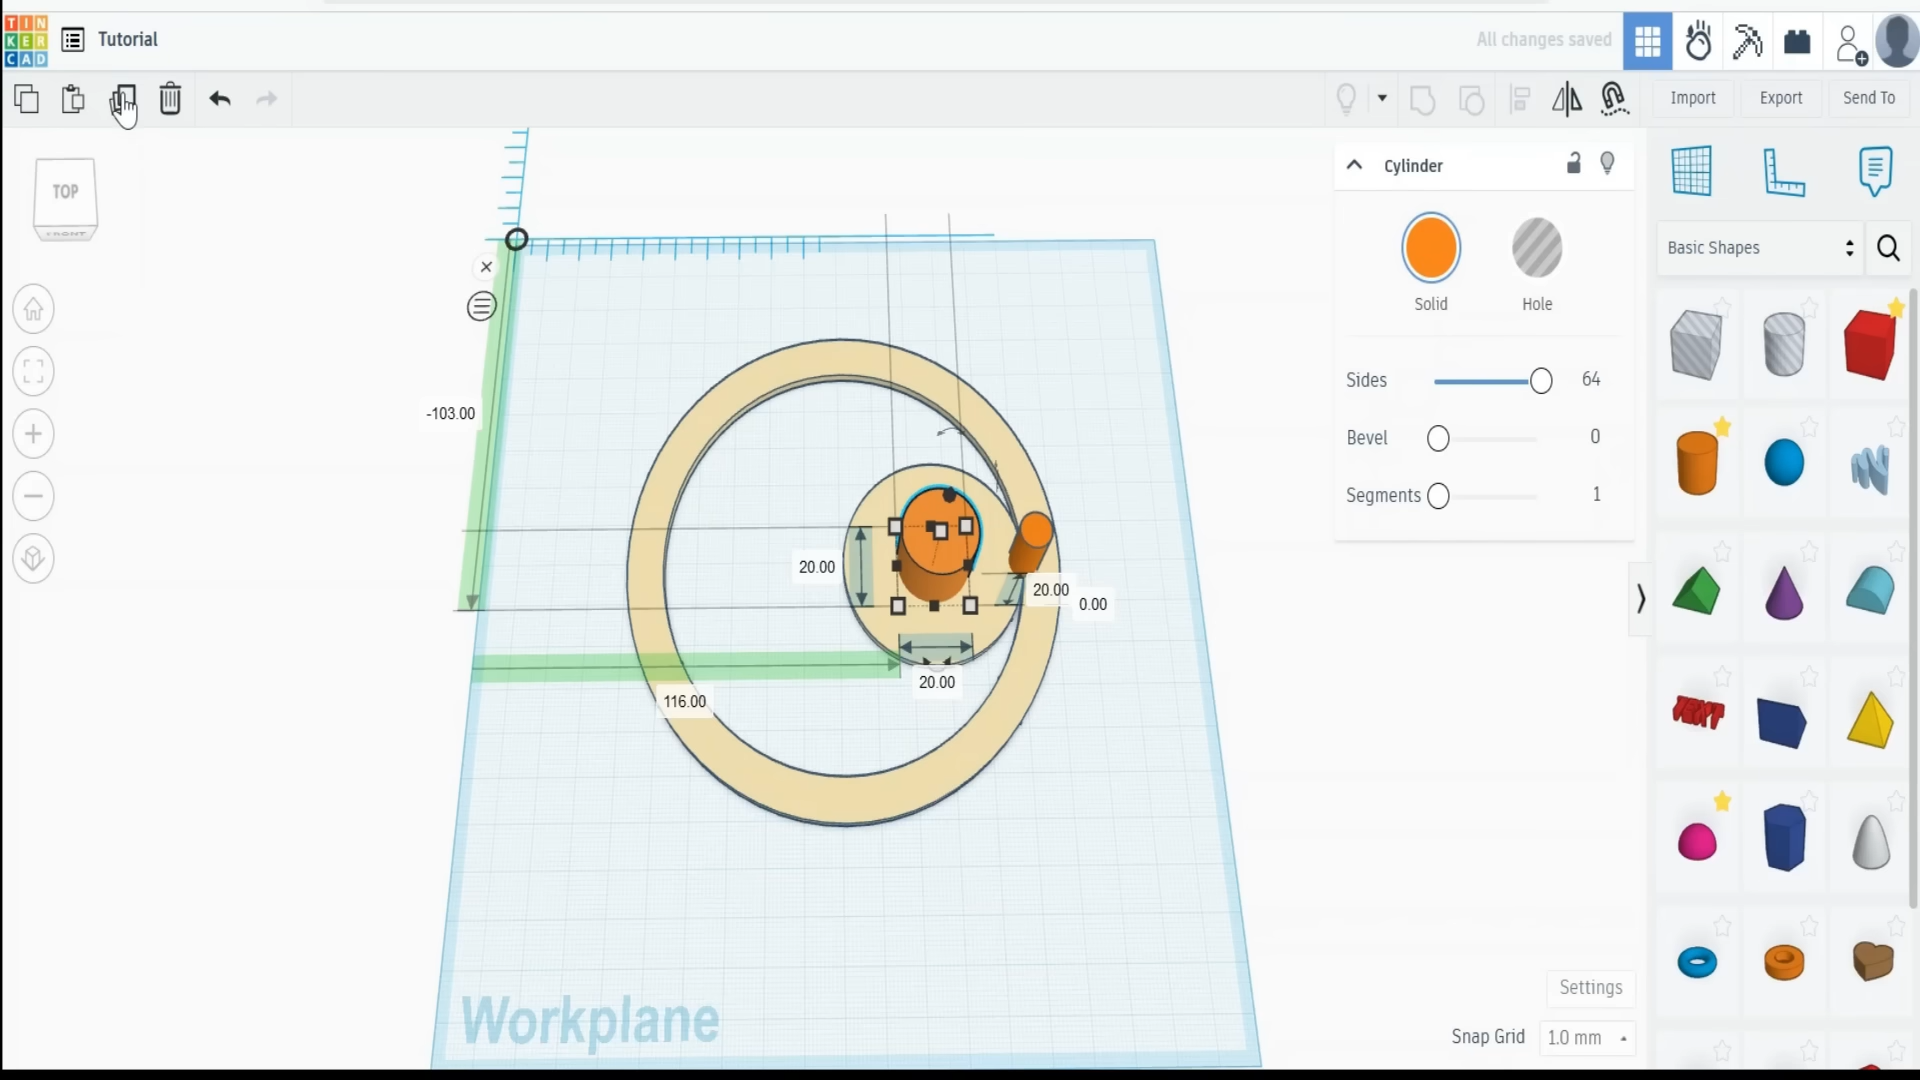 TIN
KER
CAD
Tutorial
All changes saved
Import
Export
Send To
TOP
FRONT
Cylinder
Solid
Hole
Sides
64
Bevel
0
Segments
1
Basic Shapes
-103.00
20.00
20.00
0.00
20.00
116.00
TEXT
Workplane
Settings
Snap Grid
1.0 mm